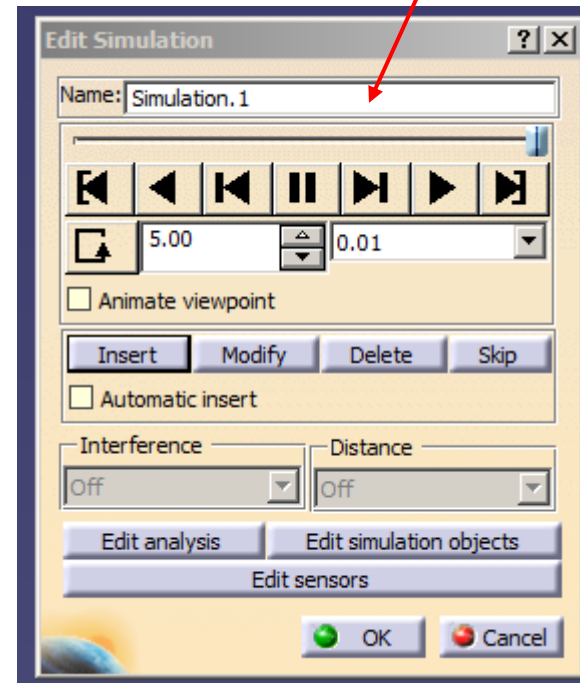 Edit Simulation
Name: Simulation.1
5.00 0.01
Animate viewpoint
Insert Modify Delete Skip
Automatic insert
Interference Distance
Off Off
Edit analysis Edit simulation objects
Edit sensors
OK Cancel